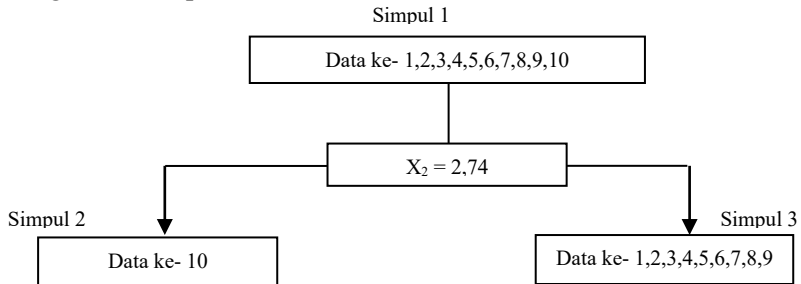 Simpul 1
Data ke- 1,2,3,4,5,6,7,8,9,10
X₂ = 2,74
Simpul 2
Simpul 3
Data ke- 10
Data ke- 1,2,3,4,5,6,7,8,9